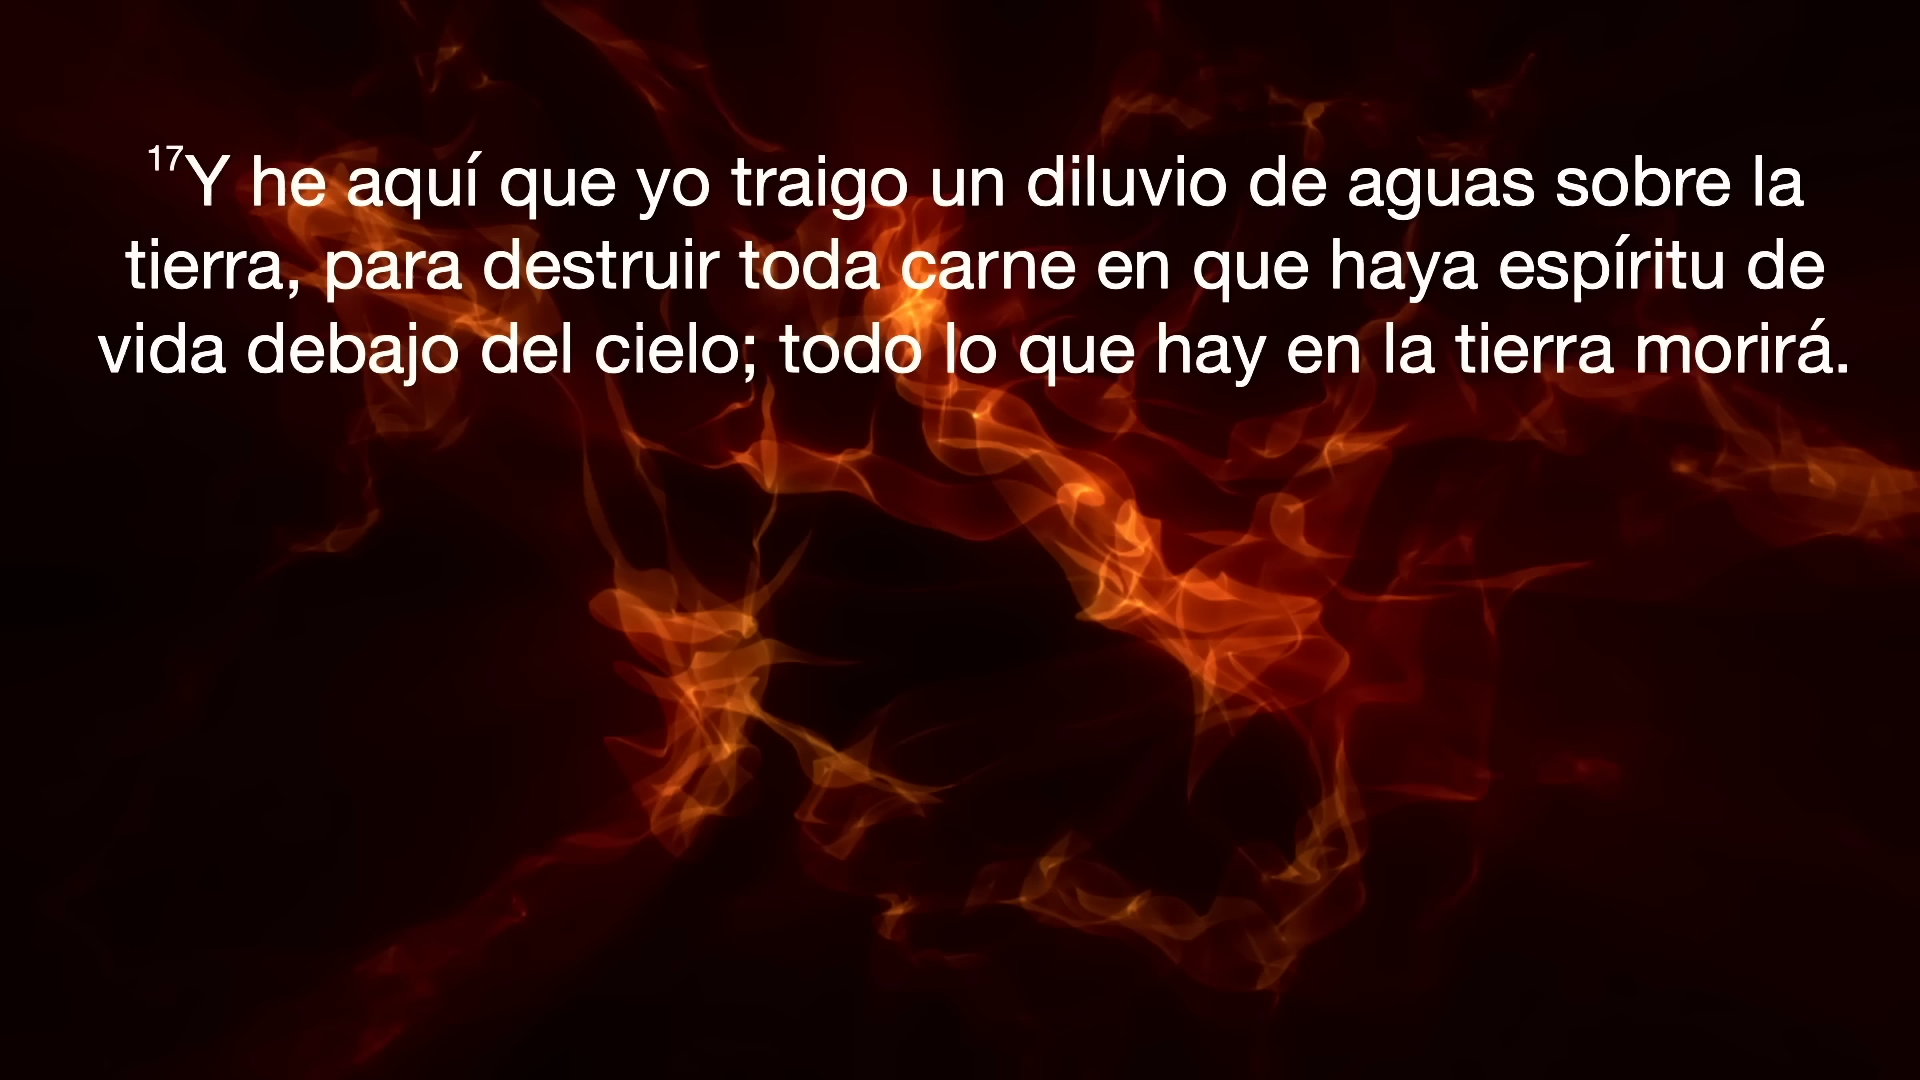 17Y he aquí que yo traigo un diluvio de aguas sobre la
tierra, para destruir toda carne en que haya espíritu de
vida debajo del cielo; todo lo que hay en la tierra morirá.